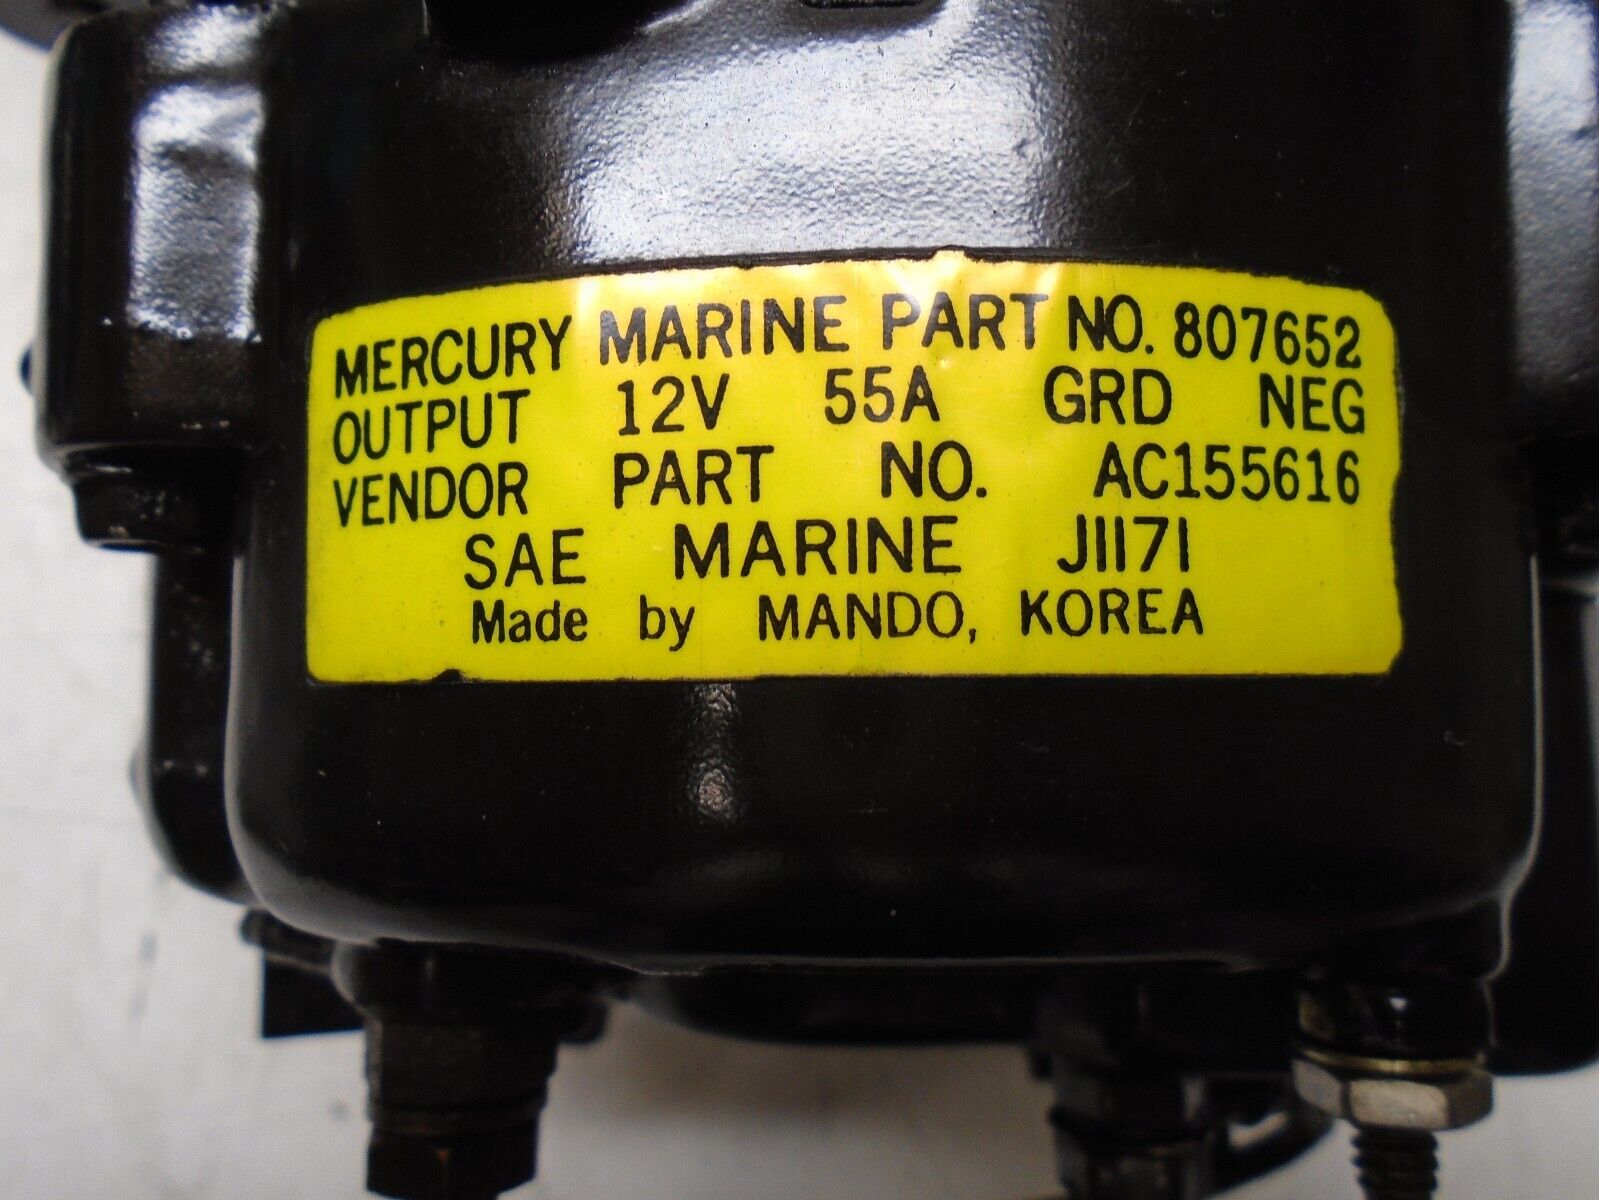 MERCURY MARINE PART NO. 807652
OUTPUT 12V 55A GRD NEG
VENDOR PART NO. AC155616
SAE MARINE J1171
Made by MANDO, KOREA